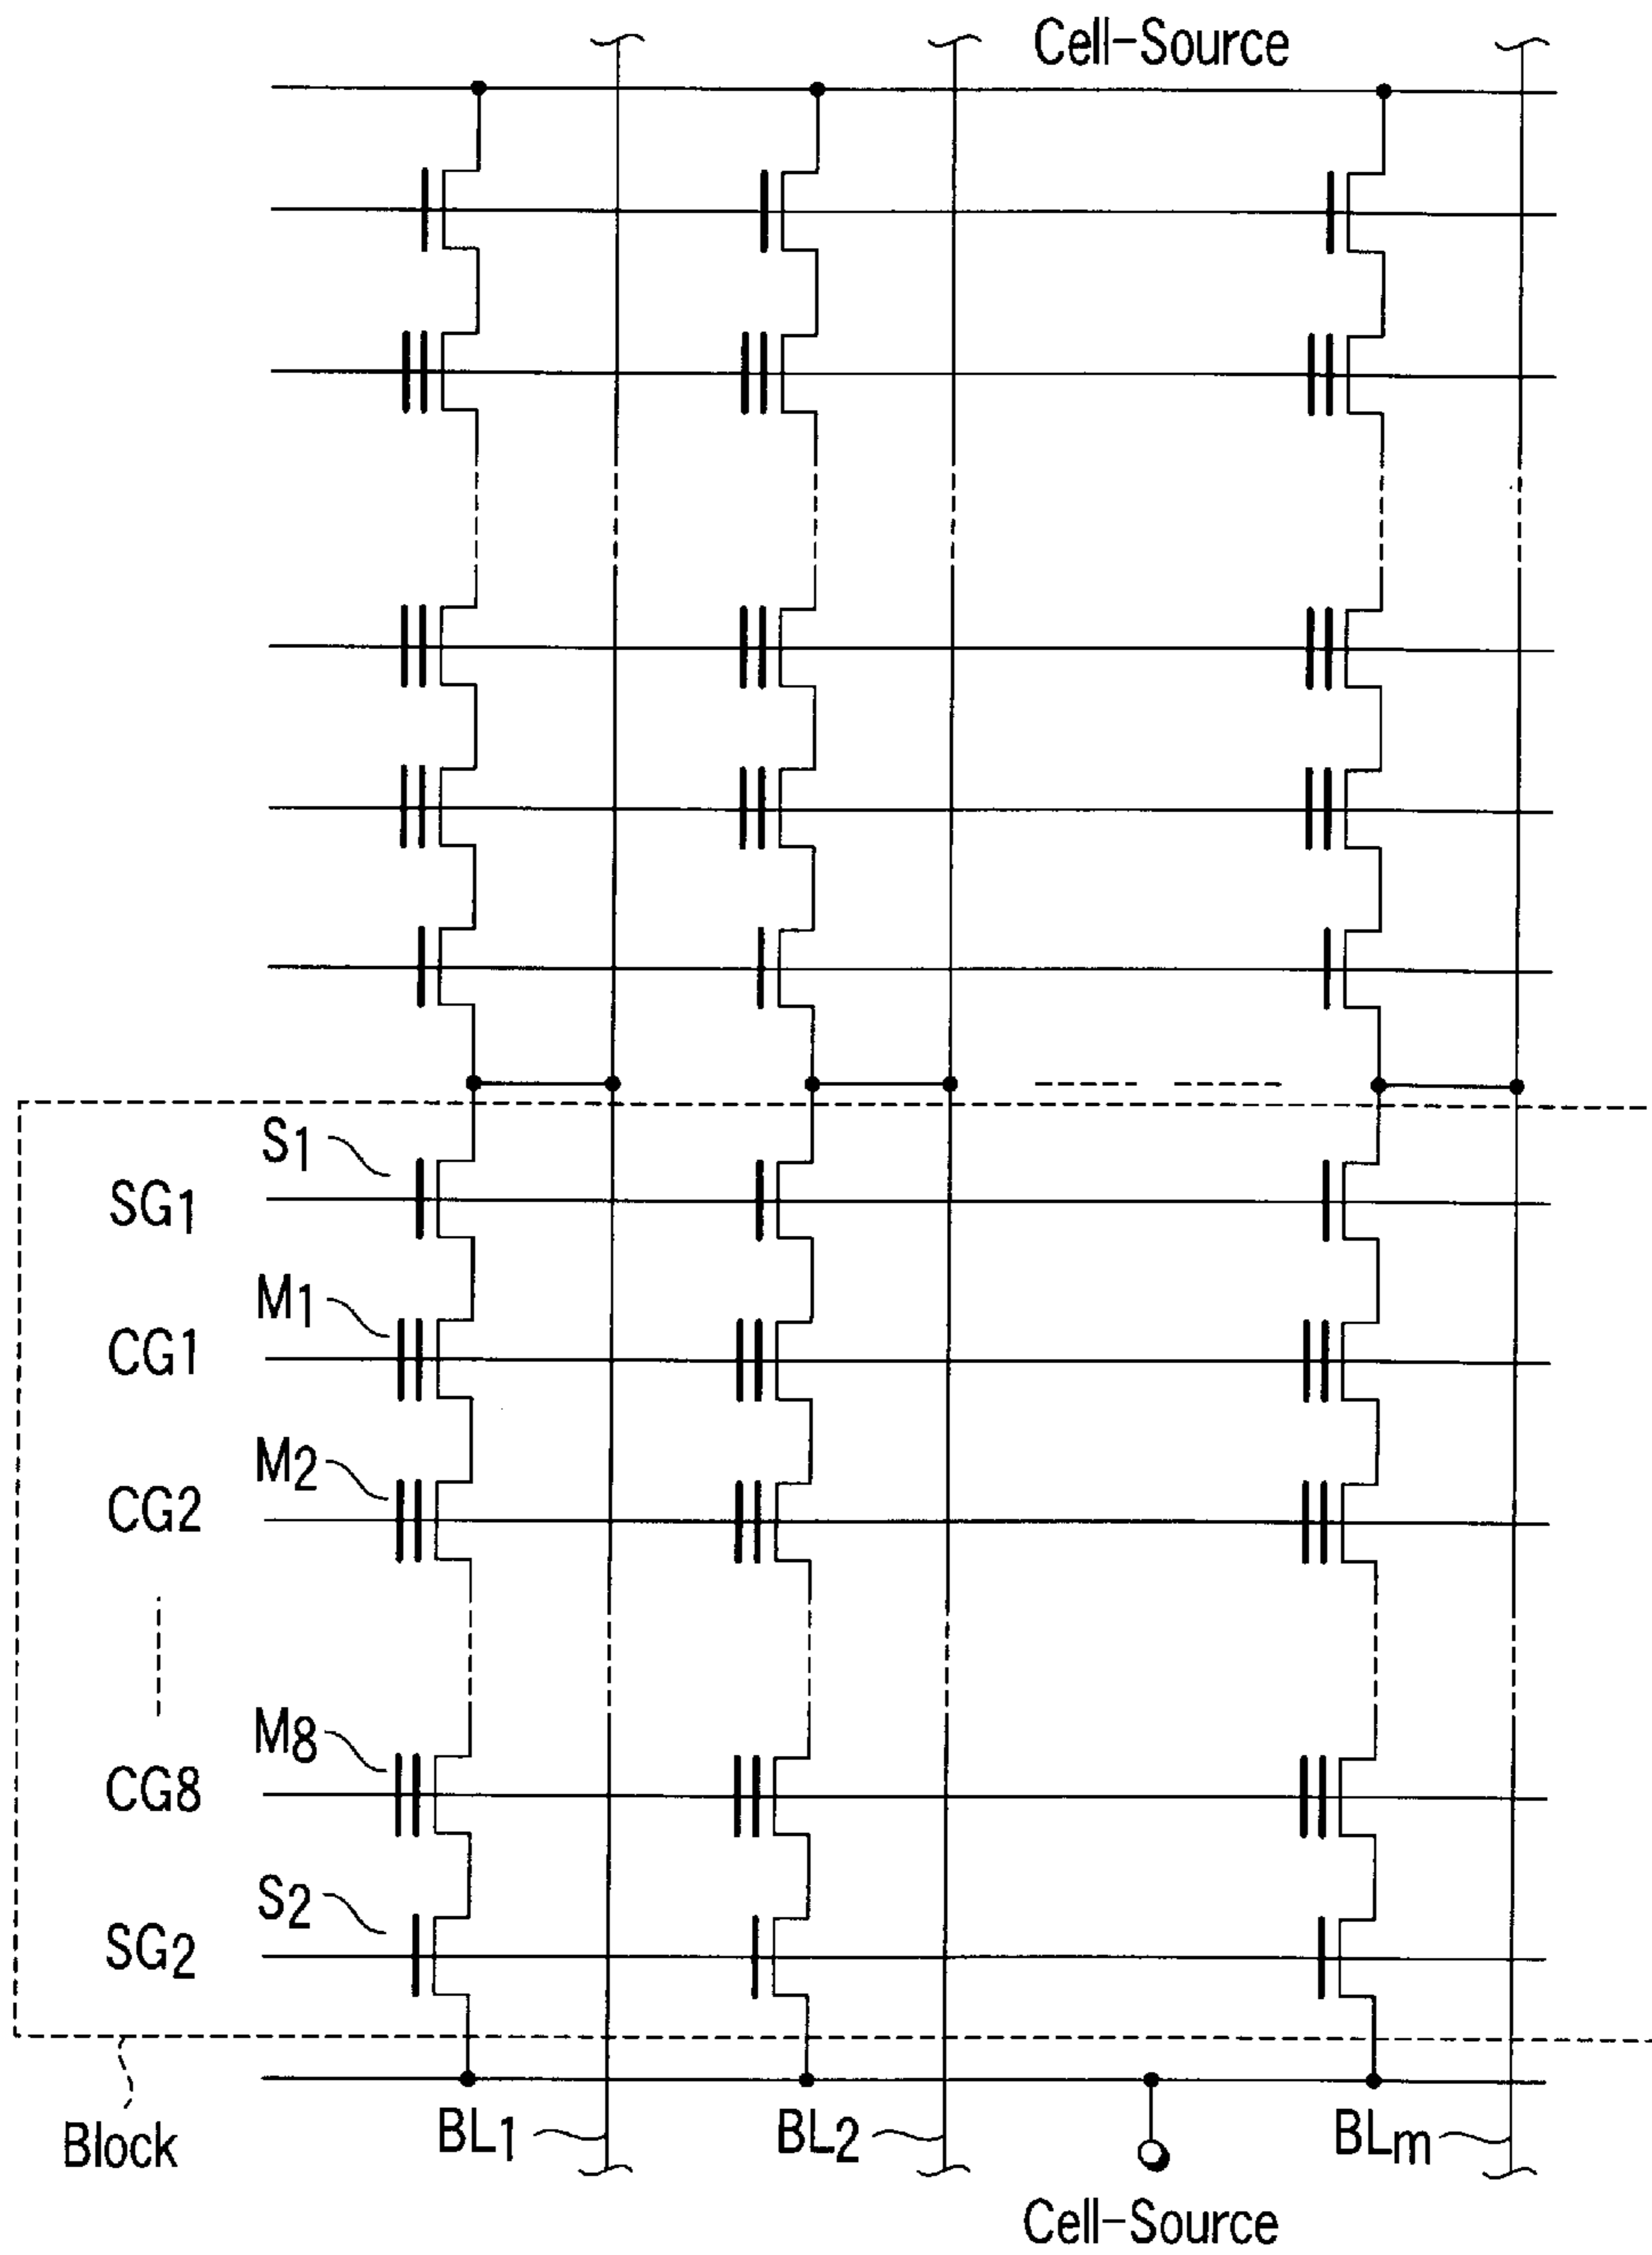 Cell-Source
S1
SG1
M1
CG1
M2
CG2
M8
CG8
S2
SG2
Block
BL1
BL2
BLm
Cell-Source